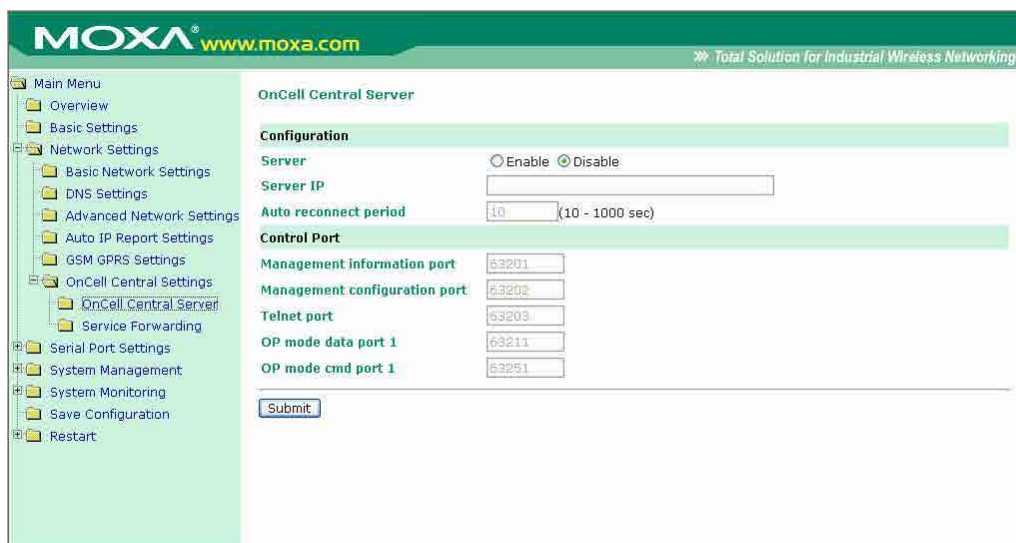 MOXA® www.moxa.com
Total Solution for Industrial Wireless Networking
Main Menu
Overview
Basic Settings
Network Settings
Basic Network Settings
DNS Settings
Advanced Network Settings
Auto IP Report Settings
GSM GPRS Settings
OnCell Central Settings
OnCell Central Server
Service Forwarding
Serial Port Settings
System Management
System Monitoring
Save Configuration
Restart
OnCell Central Server
Configuration
Server Enable Disable
Server IP
Auto reconnect period 10 (10 - 1000 sec)
Control Port
Management information port 63201
Management configuration port 63202
Telnet port 63203
OP mode data port 1 63211
OP mode cmd port 1 63251
Submit